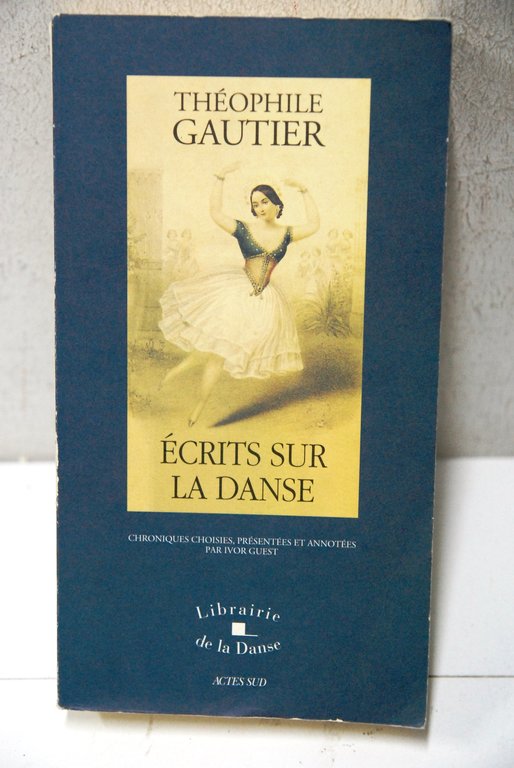 THÉOPHILE
GAUTIER
ÉCRITS SUR
LA DANSE
CHRONIQUES CHOISIES, PRÉSENTÉES ET ANNOTÉES
PAR IVOR GUEST
Librairie
de la Danse
ACTES SUD